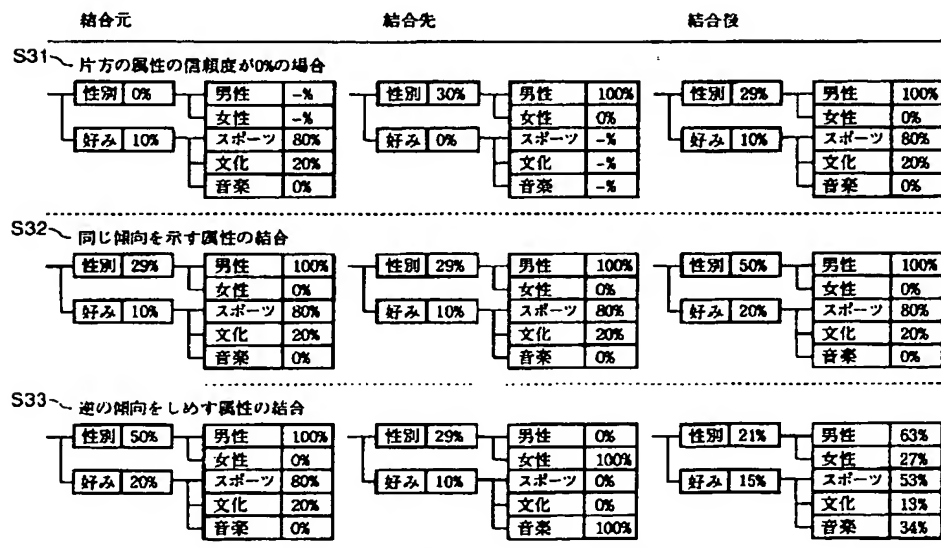 結合元 結合先 結合後
S31 片方の属性の信頼度が0%の場合
性別 0% 男性 -% 性別 30% 男性 100% 性別 29% 男性 100%
女性 -% 女性 0% 女性 0%
好み 10% スポーツ 80% 好み 0% スポーツ -% 好み 10% スポーツ 80%
文化 20% 文化 -% 文化 20%
音楽 0% 音楽 -% 音楽 0%
S32 同じ傾向を示す属性の結合
性別 29% 男性 100% 性別 29% 男性 100% 性別 50% 男性 100%
女性 0% 女性 0% 女性 0%
好み 10% スポーツ 80% 好み 10% スポーツ 80% 好み 20% スポーツ 80%
文化 20% 文化 20% 文化 20%
音楽 0% 音楽 0% 音楽 0%
S33 逆の傾向をしめす属性の結合
性別 50% 男性 100% 性別 29% 男性 0% 性別 21% 男性 63%
女性 0% 女性 100% 女性 27%
好み 20% スポーツ 80% 好み 10% スポーツ 0% 好み 15% スポーツ 53%
文化 20% 文化 0% 文化 13%
音楽 0% 音楽 100% 音楽 34%